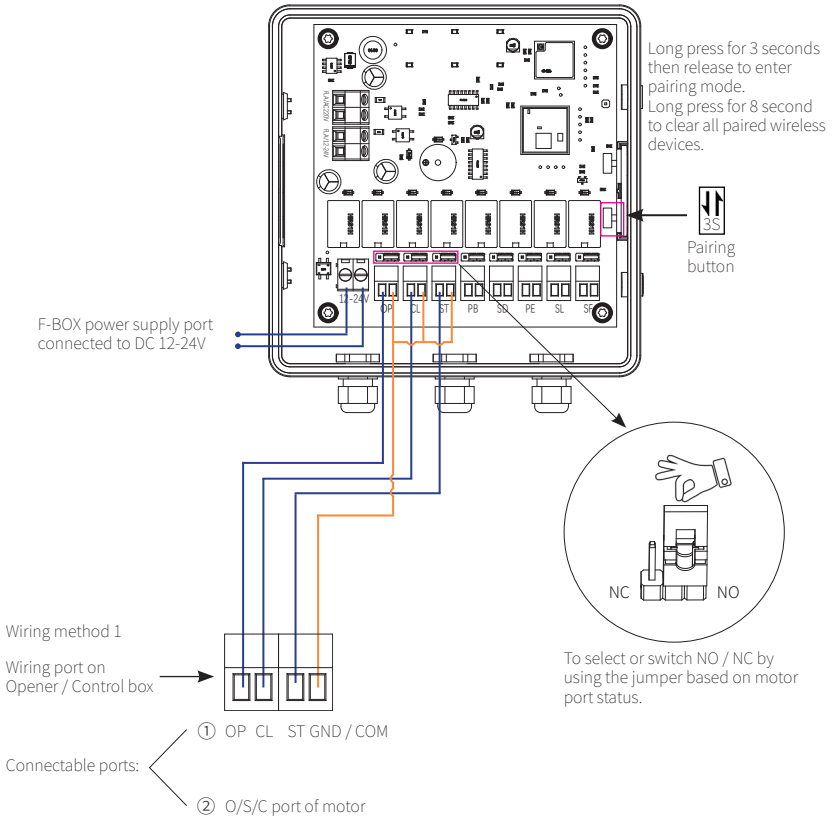 Long press for 3 seconds
then release to enter
pairing mode.
Long press for 8 second
to clear all paired wireless
devices.
R.A/AC220V
R.A/12-24V
3S
Pairing
button
12-24V
OP CL ST PB SD PE SL SF
F-BOX power supply port
connected to DC 12-24V
NC NO
Wiring method 1
Wiring port on
Opener / Control box
To select or switch NO / NC by
using the jumper based on motor
port status.
① OP CL ST GND / COM
Connectable ports:
② O/S/C port of motor